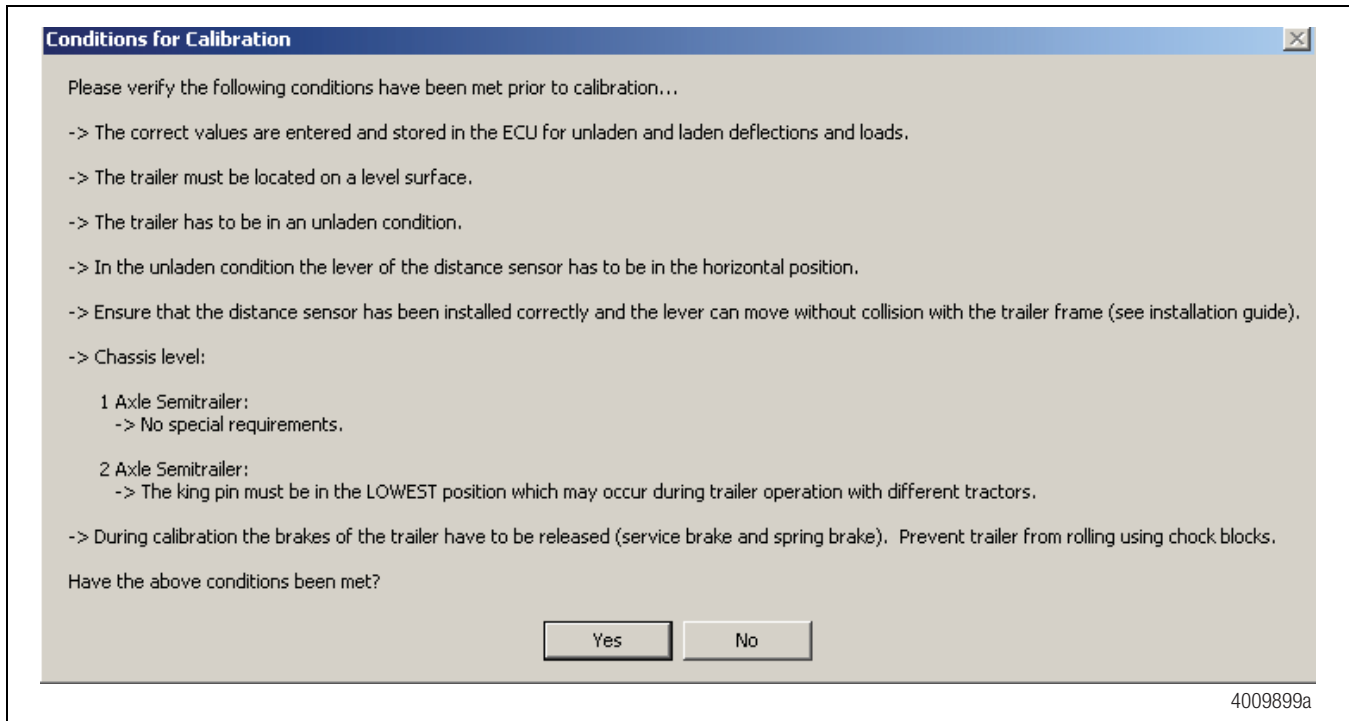 Conditions for Calibration
Please verify the following conditions have been met prior to calibration...
-> The correct values are entered and stored in the ECU for unladen and laden deflections and loads.
-> The trailer must be located on a level surface.
-> The trailer has to be in an unladen condition.
-> In the unladen condition the lever of the distance sensor has to be in the horizontal position.
-> Ensure that the distance sensor has been installed correctly and the lever can move without collision with the trailer frame (see installation guide).
-> Chassis level:
1 Axle Semitrailer:
-> No special requirements.
2 Axle Semitrailer:
-> The king pin must be in the LOWEST position which may occur during trailer operation with different tractors.
-> During calibration the brakes of the trailer have to be released (service brake and spring brake).  Prevent trailer from rolling using chock blocks.
Have the above conditions been met?
Yes No
4009899a